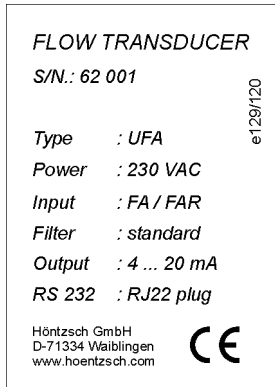 FLOW TRANSDUCER
S/N.: 62 001
e129/120
Type : UFA
Power : 230 VAC
Input : FA / FAR
Filter : standard
Output : 4 ... 20 mA
RS 232 : RJ22 plug
Höntzsch GmbH
D-71334 Waiblingen
www.hoentzsch.com
CE